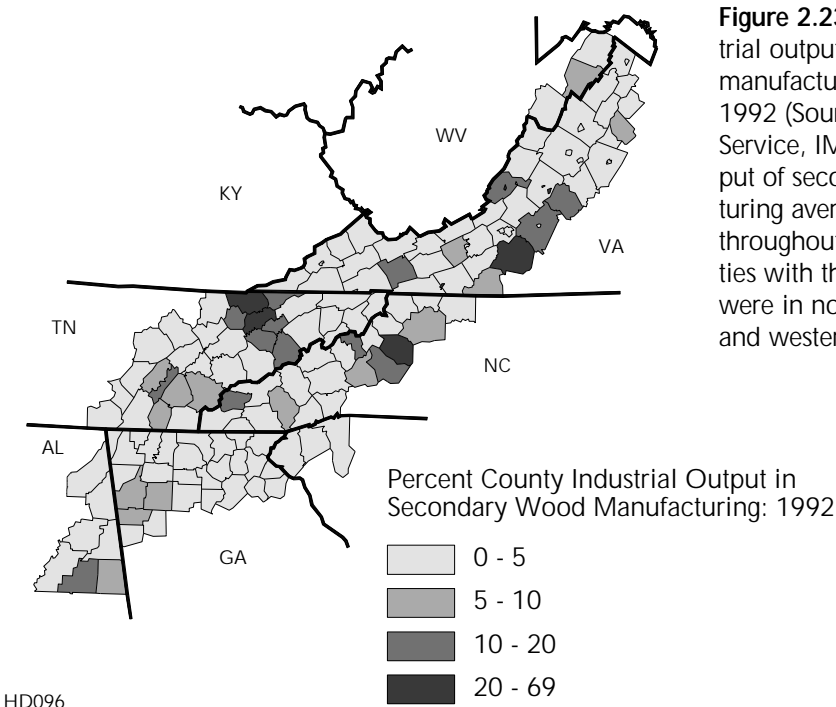 Figure 2.23
trial output
manufactu
1992 (Sour
Service, IM
put of seco
turing aver
throughout
ties with th
were in no
and wester
WV
KY
VA
TN
NC
AL
GA
Percent County Industrial Output in
Secondary Wood Manufacturing: 1992
0 - 5
5 - 10
10 - 20
20 - 69
HD096